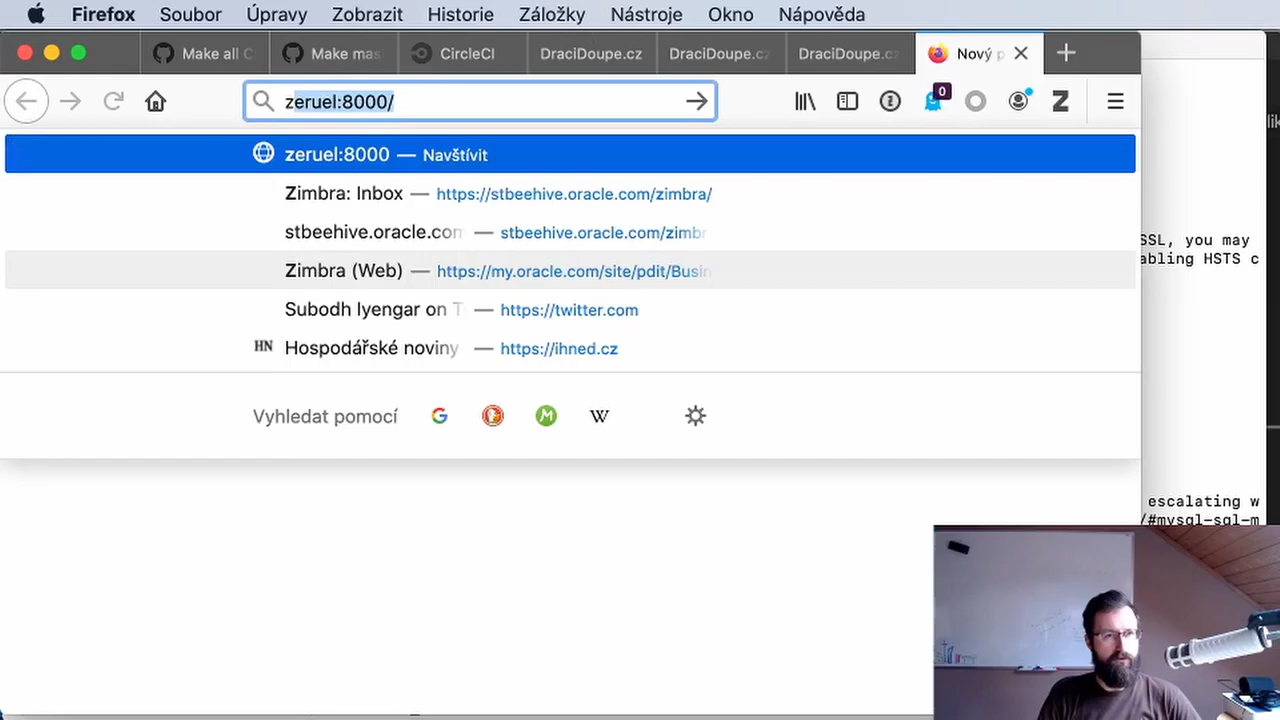 Firefox Soubor Úpravy Zobrazit Historie Záložky Nástroje Okno Nápověda
Make all C Make mas CircleCI DraciDoupe.cz DraciDoupe.cz DraciDoupe.cz Nový p
zeruel:8000/
0
Z
zeruel:8000 — Navštívit
Zimbra: Inbox — https://stbeehive.oracle.com/zimbra/
stbeehive.oracle.com — stbeehive.oracle.com/zimbr
Zimbra (Web) — https://my.oracle.com/site/pdit/Busin
Subodh Iyengar on T — https://twitter.com
HN Hospodářské noviny — https://ihned.cz
Vyhledat pomocí G M W
SSL, you may
abling HSTS c
escalating w
/#mysql-sql-m